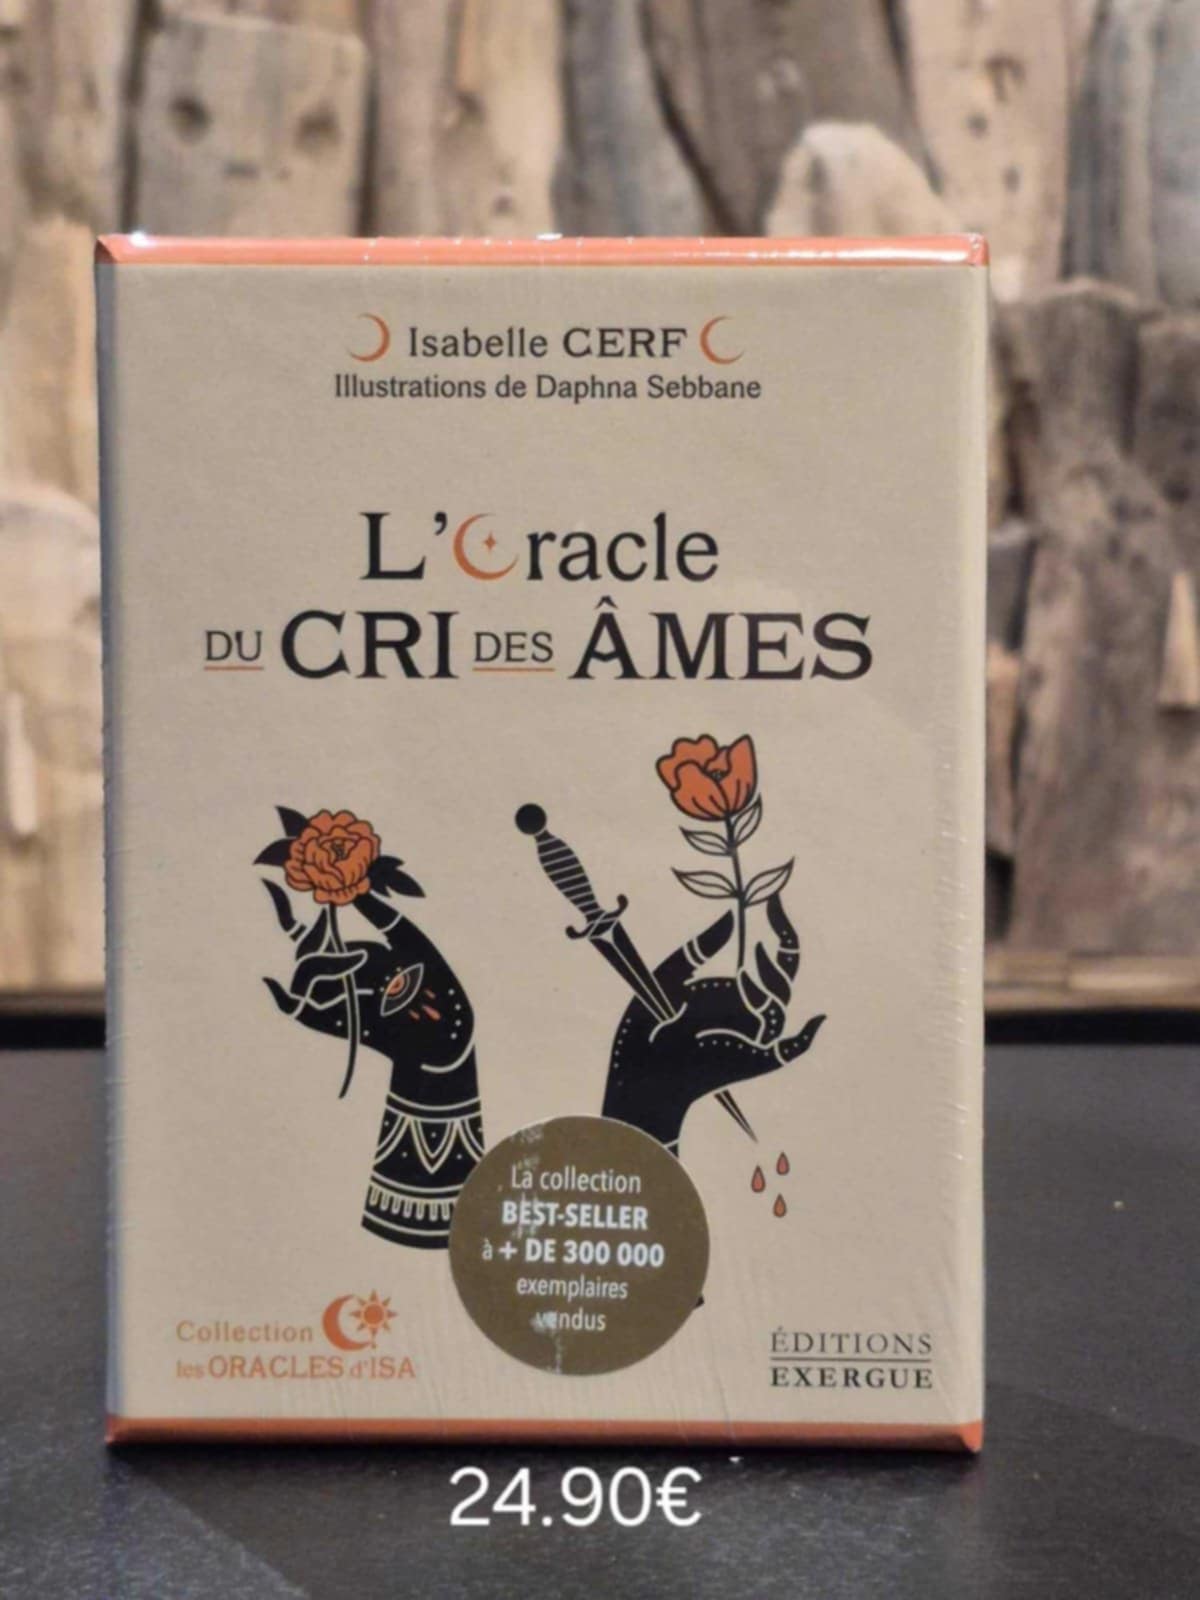 Isabelle CERF
Illustrations de Daphna Sebbane
L'Oracle
DU CRI DES ÂMES
La collection
BEST-SELLER
à + DE 300 000
exemplaires
vendus
Collection
les ORACLES d'ISA
ÉDITIONS
EXERGUE
24.90€